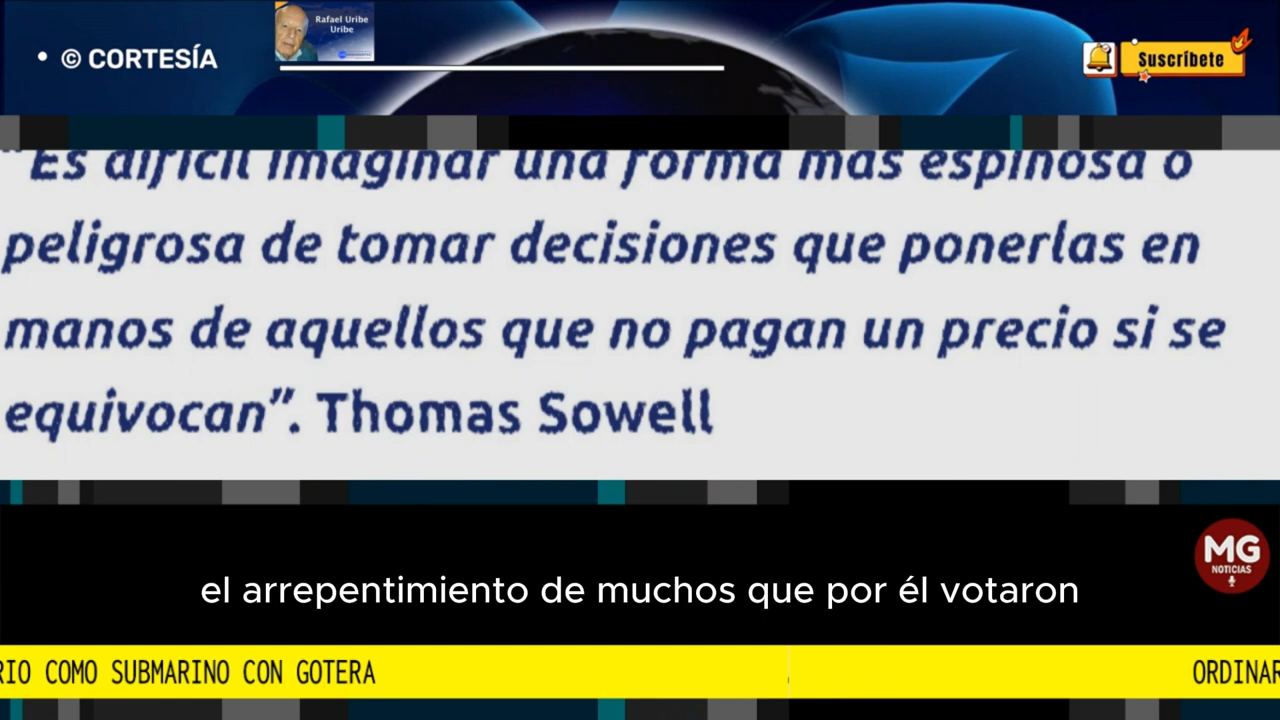 • © CORTESÍA
Rafael Uribe
Uribe
Suscríbete
"Es difícil imaginar una forma más espinosa o
peligrosa de tomar decisiones que ponerlas en
manos de aquellos que no pagan un precio si se
equivocan”. Thomas Sowell
MG
NOTICIAS
el arrepentimiento de muchos que por él votaron
RIO COMO SUBMARINO CON GOTERA
ORDINAR